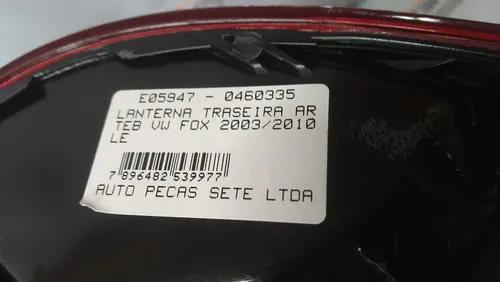 E05947 - 0460335
LANTERNA TRASEIRA AR
TEB VW FOX 2003/2010
LE
7 896482 539977
AUTO PECAS SETE LTDA